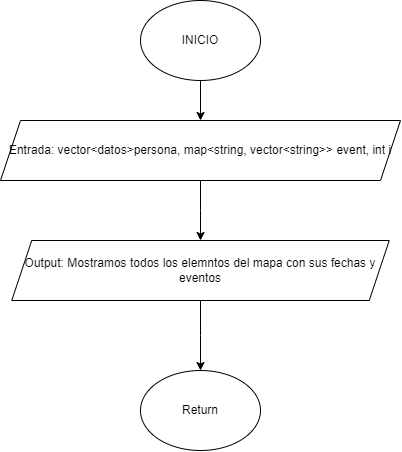 INICIO
Entrada: vector<datos>persona, map<string, vector<string>> event, int i
Output: Mostramos todos los elemntos del mapa con sus fechas y
eventos
Return